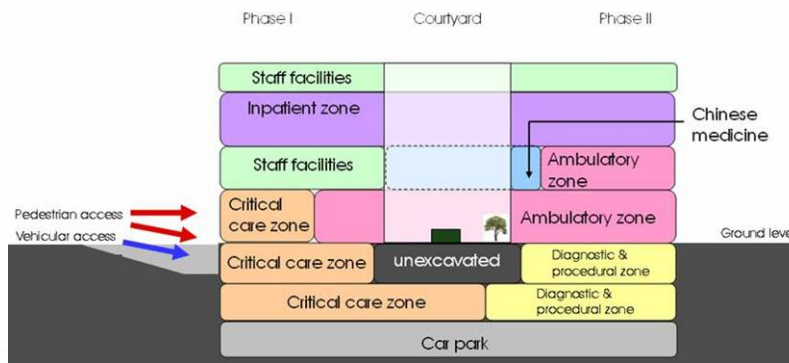 Phase I
Courtyard
Phase II
Staff facilities
Inpatient zone
Chinese
medicine
Staff facilities
Ambulatory
zone
Pedestrian access
Vehicular access
Critical
care zone
Ambulatory zone
Ground leve
Critical care zone
unexcavated
Diagnostic &
procedural zone
Critical care zone
Diagnostic &
procedural zone
Car park